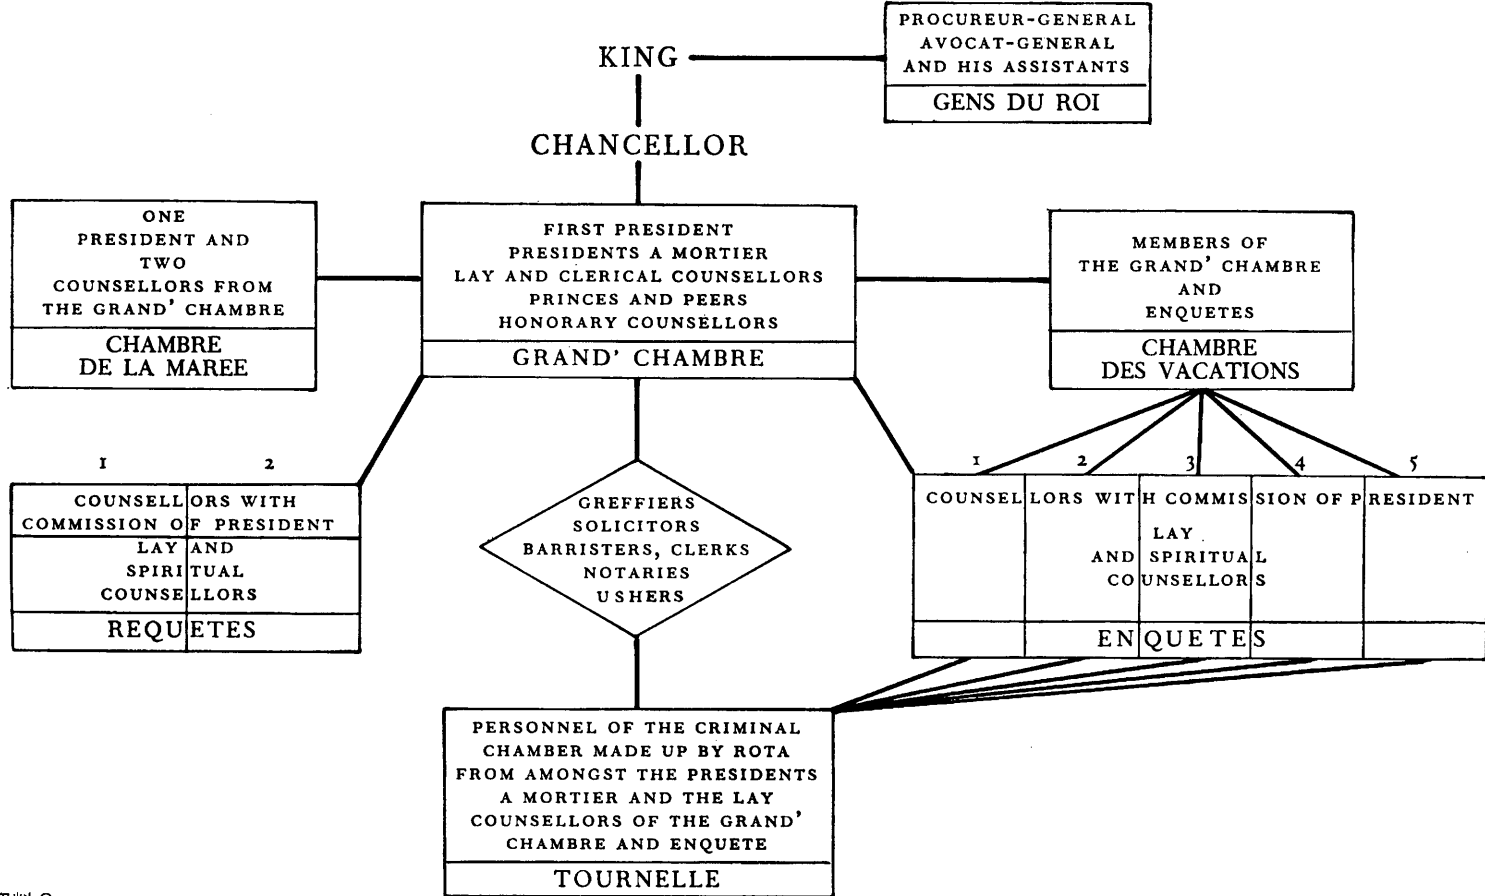 PROCUREUR-GENERAL
AVOCAT-GENERAL
AND HIS ASSISTANTS
GENS DU ROI
KING
CHANCELLOR
ONE
PRESIDENT AND
TWO
COUNSELLORS FROM
THE GRAND' CHAMBRE
CHAMBRE
DE LA MAREE
FIRST PRESIDENT
PRESIDENTS A MORTIER
LAY AND CLERICAL COUNSELLORS
PRINCES AND PEERS
HONORARY COUNSELLORS
GRAND' CHAMBRE
MEMBERS OF
THE GRAND' CHAMBRE
AND
ENQUETES
CHAMBRE
DES VACATIONS
1 2
COUNSELLORS WITH
COMMISSION OF PRESIDENT
LAY AND
SPIRITUAL
COUNSELLORS
REQUETES
GREFFIERS
SOLICITORS
BARRISTERS, CLERKS
NOTARIES
USHERS
1 2 3 4 5
COUNSELLORS WITH COMMISSION OF PRESIDENT
LAY
AND SPIRITUAL
COUNSELLORS
ENQUETES
PERSONNEL OF THE CRIMINAL
CHAMBER MADE UP BY ROTA
FROM AMONGST THE PRESIDENTS
A MORTIER AND THE LAY
COUNSELLORS OF THE GRAND'
CHAMBRE AND ENQUETE
TOURNELLE